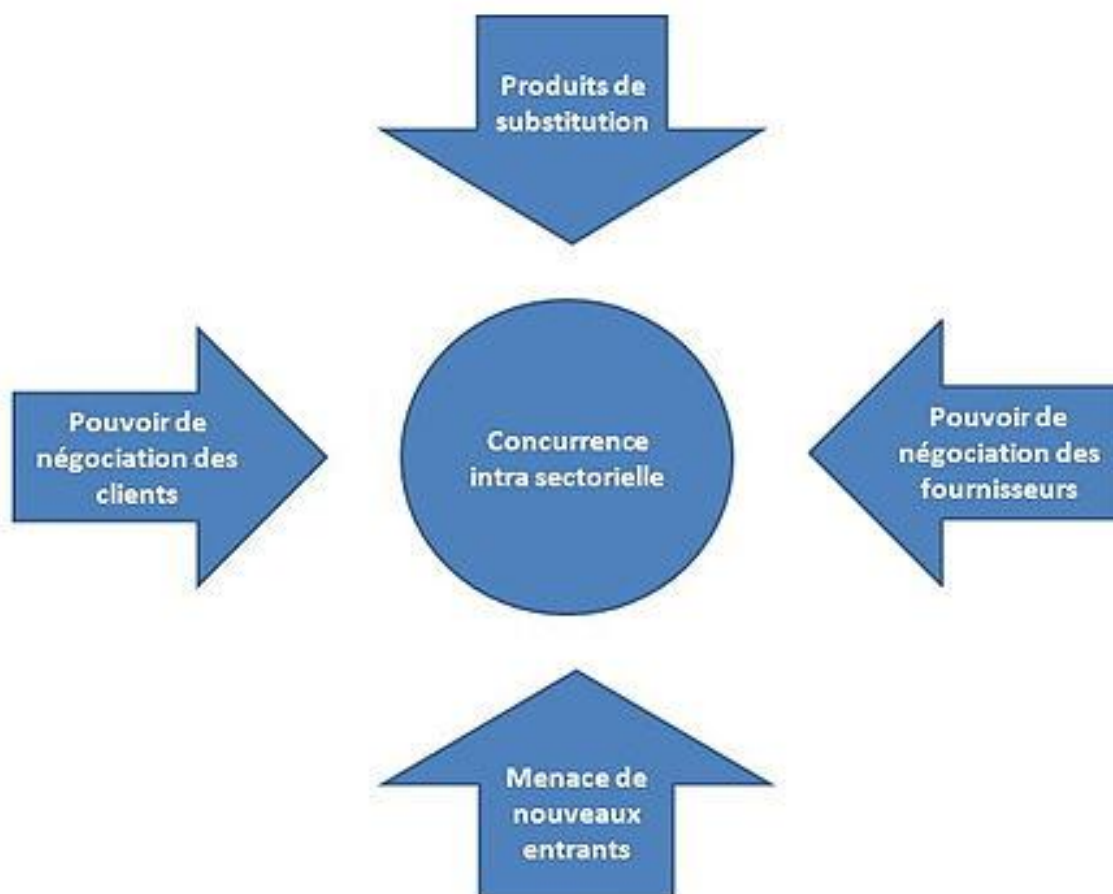 Produits de
substitution
Pouvoir de
négociation des
clients
Concurrence
intra sectorielle
Pouvoir de
négociation des
fournisseurs
Menace de
nouveaux
entrants